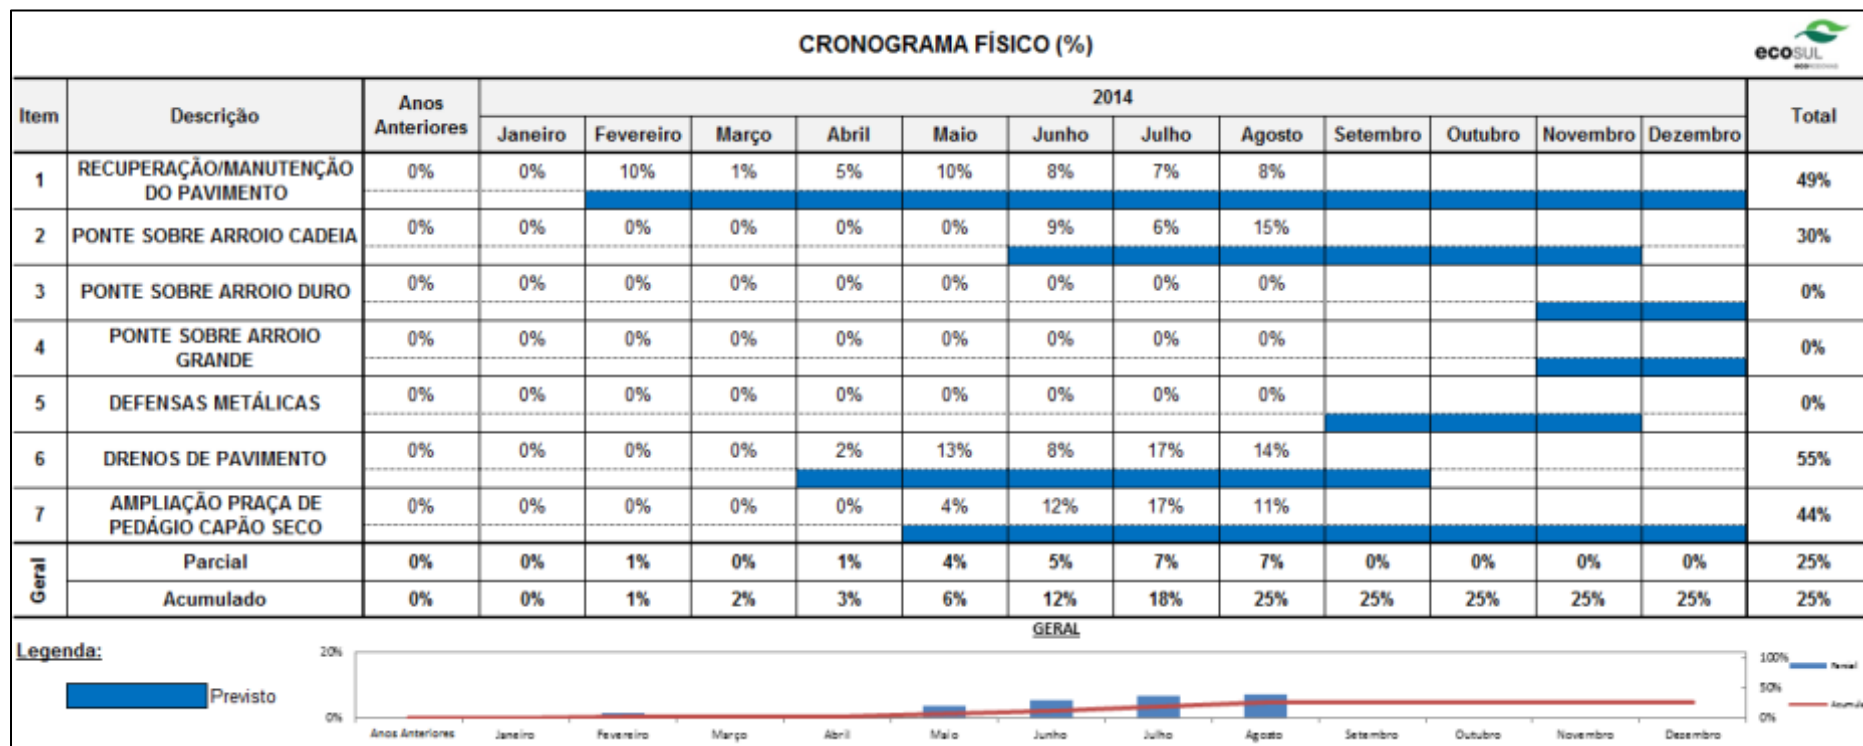 CRONOGRAMA FÍSICO (%)
ecosul
Item Descrição Anos Anteriores 2014 Total
Janeiro Fevereiro Março Abril Maio Junho Julho Agosto Setembro Outubro Novembro Dezembro
1 RECUPERAÇÃO/MANUTENÇÃO DO PAVIMENTO 0% 0% 10% 1% 5% 10% 8% 7% 8% 49%
2 PONTE SOBRE ARROIO CADEIA 0% 0% 0% 0% 0% 0% 9% 6% 15% 30%
3 PONTE SOBRE ARROIO DURO 0% 0% 0% 0% 0% 0% 0% 0% 0% 0%
4 PONTE SOBRE ARROIO GRANDE 0% 0% 0% 0% 0% 0% 0% 0% 0% 0%
5 DEFENSAS METÁLICAS 0% 0% 0% 0% 0% 0% 0% 0% 0% 0%
6 DRENOS DE PAVIMENTO 0% 0% 0% 0% 2% 13% 8% 17% 14% 55%
7 AMPLIAÇÃO PRAÇA DE PEDÁGIO CAPÃO SECO 0% 0% 0% 0% 0% 4% 12% 17% 11% 44%
Geral
Parcial 0% 0% 1% 0% 1% 4% 5% 7% 7% 0% 0% 0% 0% 25%
Acumulado 0% 0% 1% 2% 3% 6% 12% 18% 25% 25% 25% 25% 25% 25%
GERAL
Legenda:
Previsto
20%
0%
100%
50%
0%
Parcial
Anos Anteriores Janeiro Fevereiro Março Abril Maio Junho Julho Agosto Setembro Outubro Novembro Dezembro